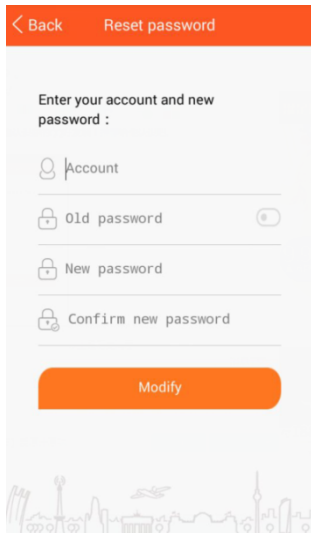 Back Reset password
Enter your account and new
password：
Account
Old password
New password
Confirm new password
Modify